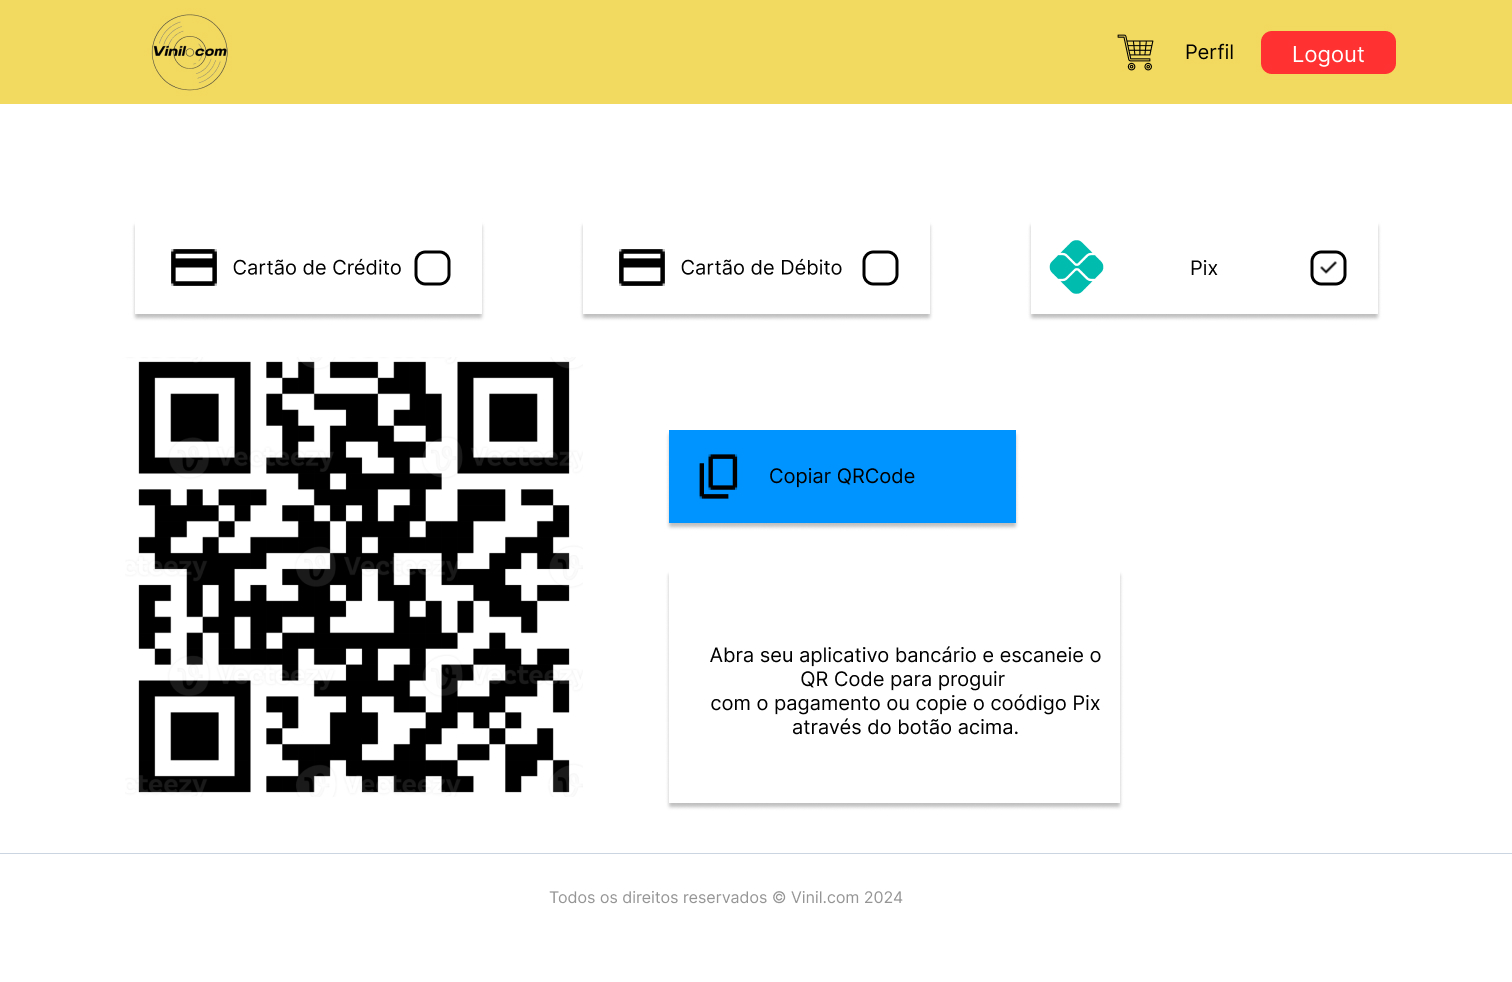 Vinil.com
Perfil
Logout
Cartão de Crédito
Cartão de Débito
Pix
Copiar QRCode
Vecteezy
Vecteezy
teezy
Vecteezy
Abra seu aplicativo bancário e escaneie o
QR Code para proguir
com o pagamento ou copie o coódigo Pix
através do botão acima.
Vecteezy
Vecteezy
teezy
Vecteezy
Todos os direitos reservados © Vinil.com 2024